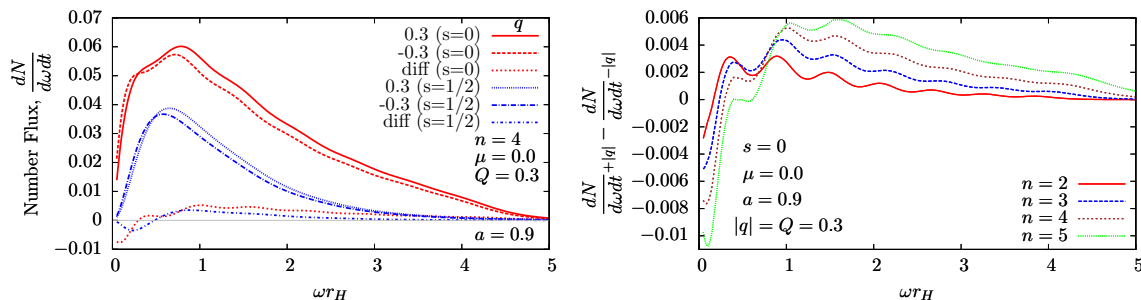 Number Flux, dN/dωdt
0.07
0.06
0.05
0.04
0.03
0.02
0.01
0
−0.01
q
0.3 (s=0)
-0.3 (s=0)
diff (s=0)
0.3 (s=1/2)
-0.3 (s=1/2)
diff (s=1/2)
n = 4
μ = 0.0
Q = 0.3
a = 0.9
0 1 2 3 4 5
ωr_H
dN/dωdt^{+|q|} − dN/dωdt^{−|q|}
0.006
0.004
0.002
0
−0.002
−0.004
−0.006
−0.008
−0.01
s = 0
μ = 0.0
a = 0.9
|q| = Q = 0.3
n = 2
n = 3
n = 4
n = 5
0 1 2 3 4 5
ωr_H